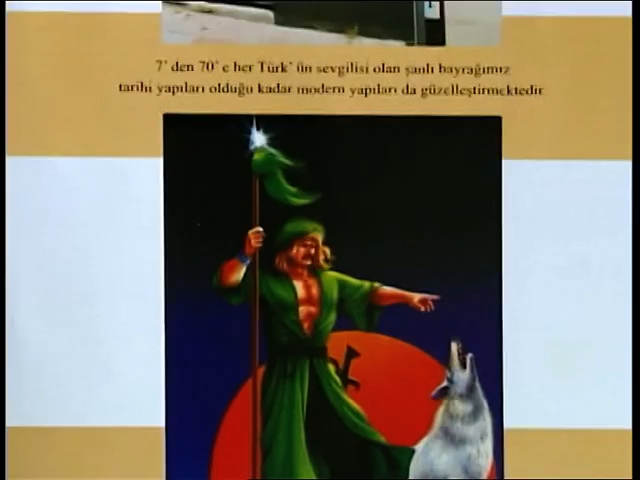 7' den 70' e her Türk' ün sevgilisi olan şanlı bayrağımız
tarihi yapıları olduğu kadar modern yapıları da güzelleştirmektedir